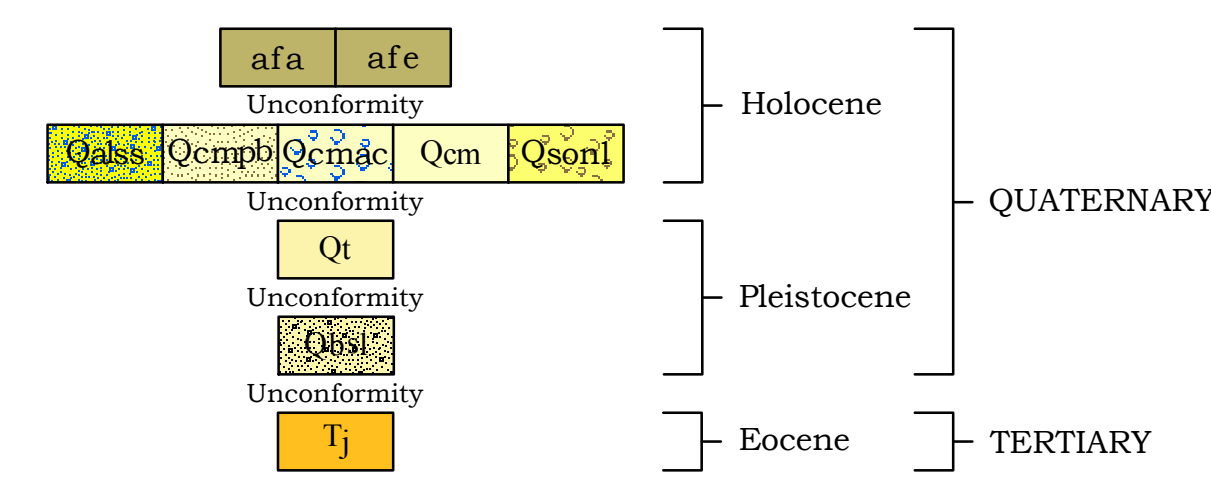 afa afe
Unconformity
Holocene
Qalss Qcmpb Qcmac Qcm Qsonl
Unconformity
QUATERNARY
Qt
Unconformity
Pleistocene
Qbsl
Unconformity
Tj
Eocene
TERTIARY